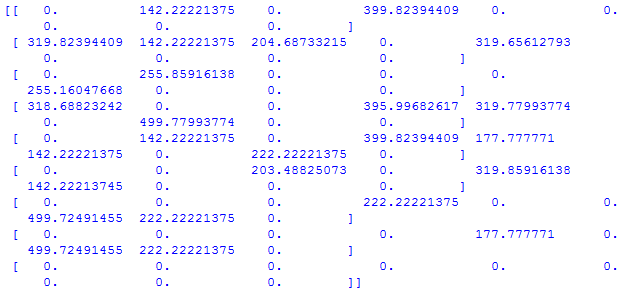 [[   0.           142.22221375   0.           399.82394409   0.           0.
     0.             0.           0.        ]
 [ 319.82394409 142.22221375 204.68733215   0.           319.65612793
     0.             0.           0.           0.        ]
 [   0.           255.85916138   0.             0.           0.
   255.16047668   0.           0.           0.        ]
 [ 318.68823242   0.           0.           395.99682617 319.77993774
     0.           499.77993774   0.           0.        ]
 [   0.           142.22221375   0.           399.82394409 177.777771
   142.22221375   0.         222.22221375   0.        ]
 [   0.             0.         203.48825073   0.           319.85916138
   142.22213745   0.           0.           0.        ]
 [   0.             0.           0.           222.22221375   0.           0.
   499.72491455 222.22221375   0.        ]
 [   0.             0.           0.             0.         177.777771     0.
   499.72491455 222.22221375   0.        ]
 [   0.             0.           0.             0.           0.           0.
     0.             0.           0.        ]]